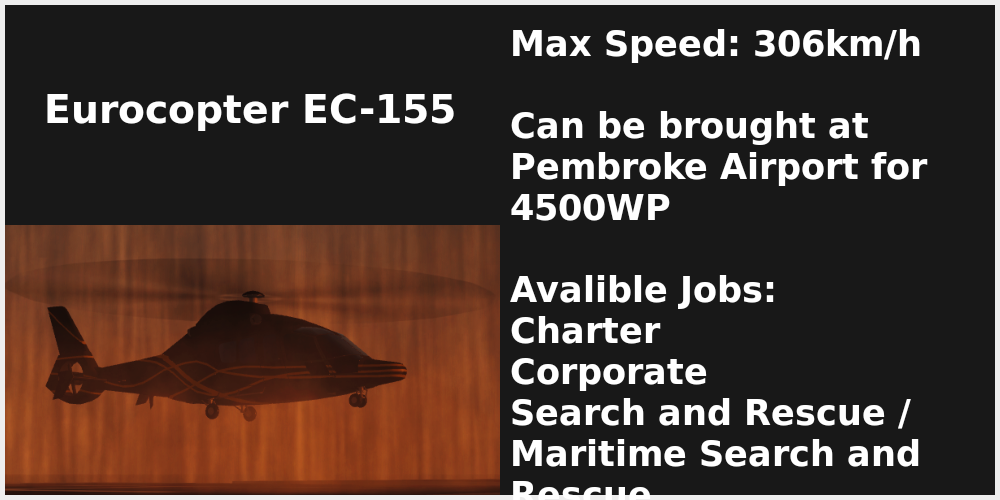 Eurocopter EC-155
Max Speed: 306km/h
Can be brought at
Pembroke Airport for
4500WP
Avalible Jobs:
Charter
Corporate
Search and Rescue /
Maritime Search and
Rescue